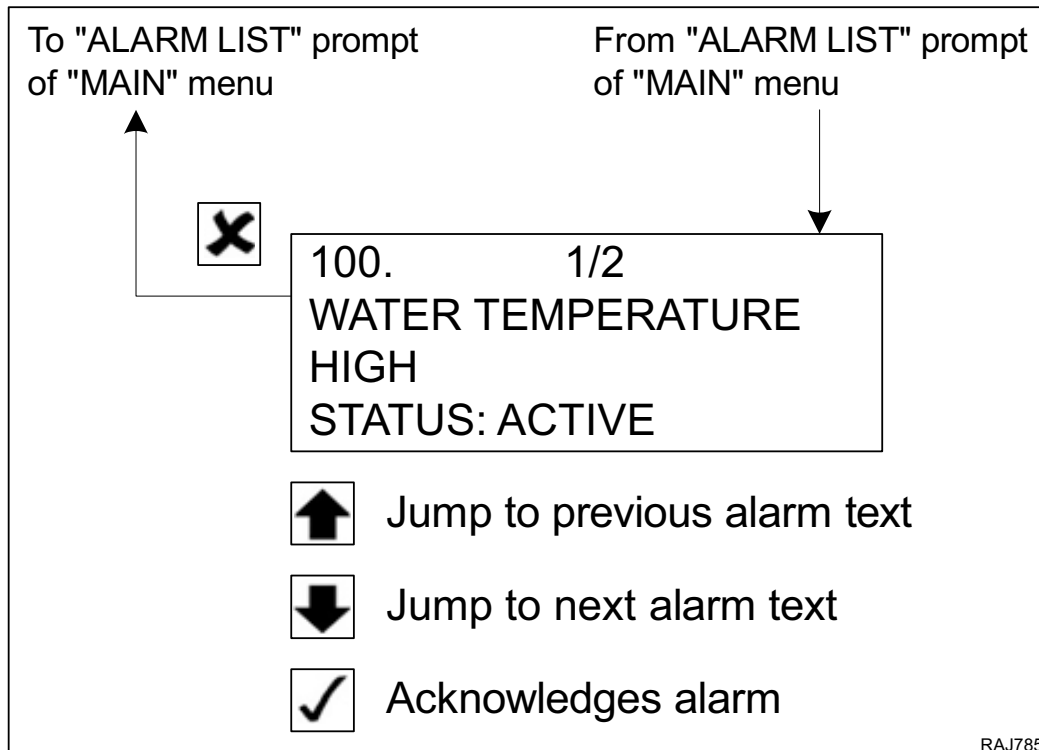 To "ALARM LIST" prompt
of "MAIN" menu
From "ALARM LIST" prompt
of "MAIN" menu
100. 1/2
WATER TEMPERATURE
HIGH
STATUS: ACTIVE
Jump to previous alarm text
Jump to next alarm text
Acknowledges alarm
RAJ785